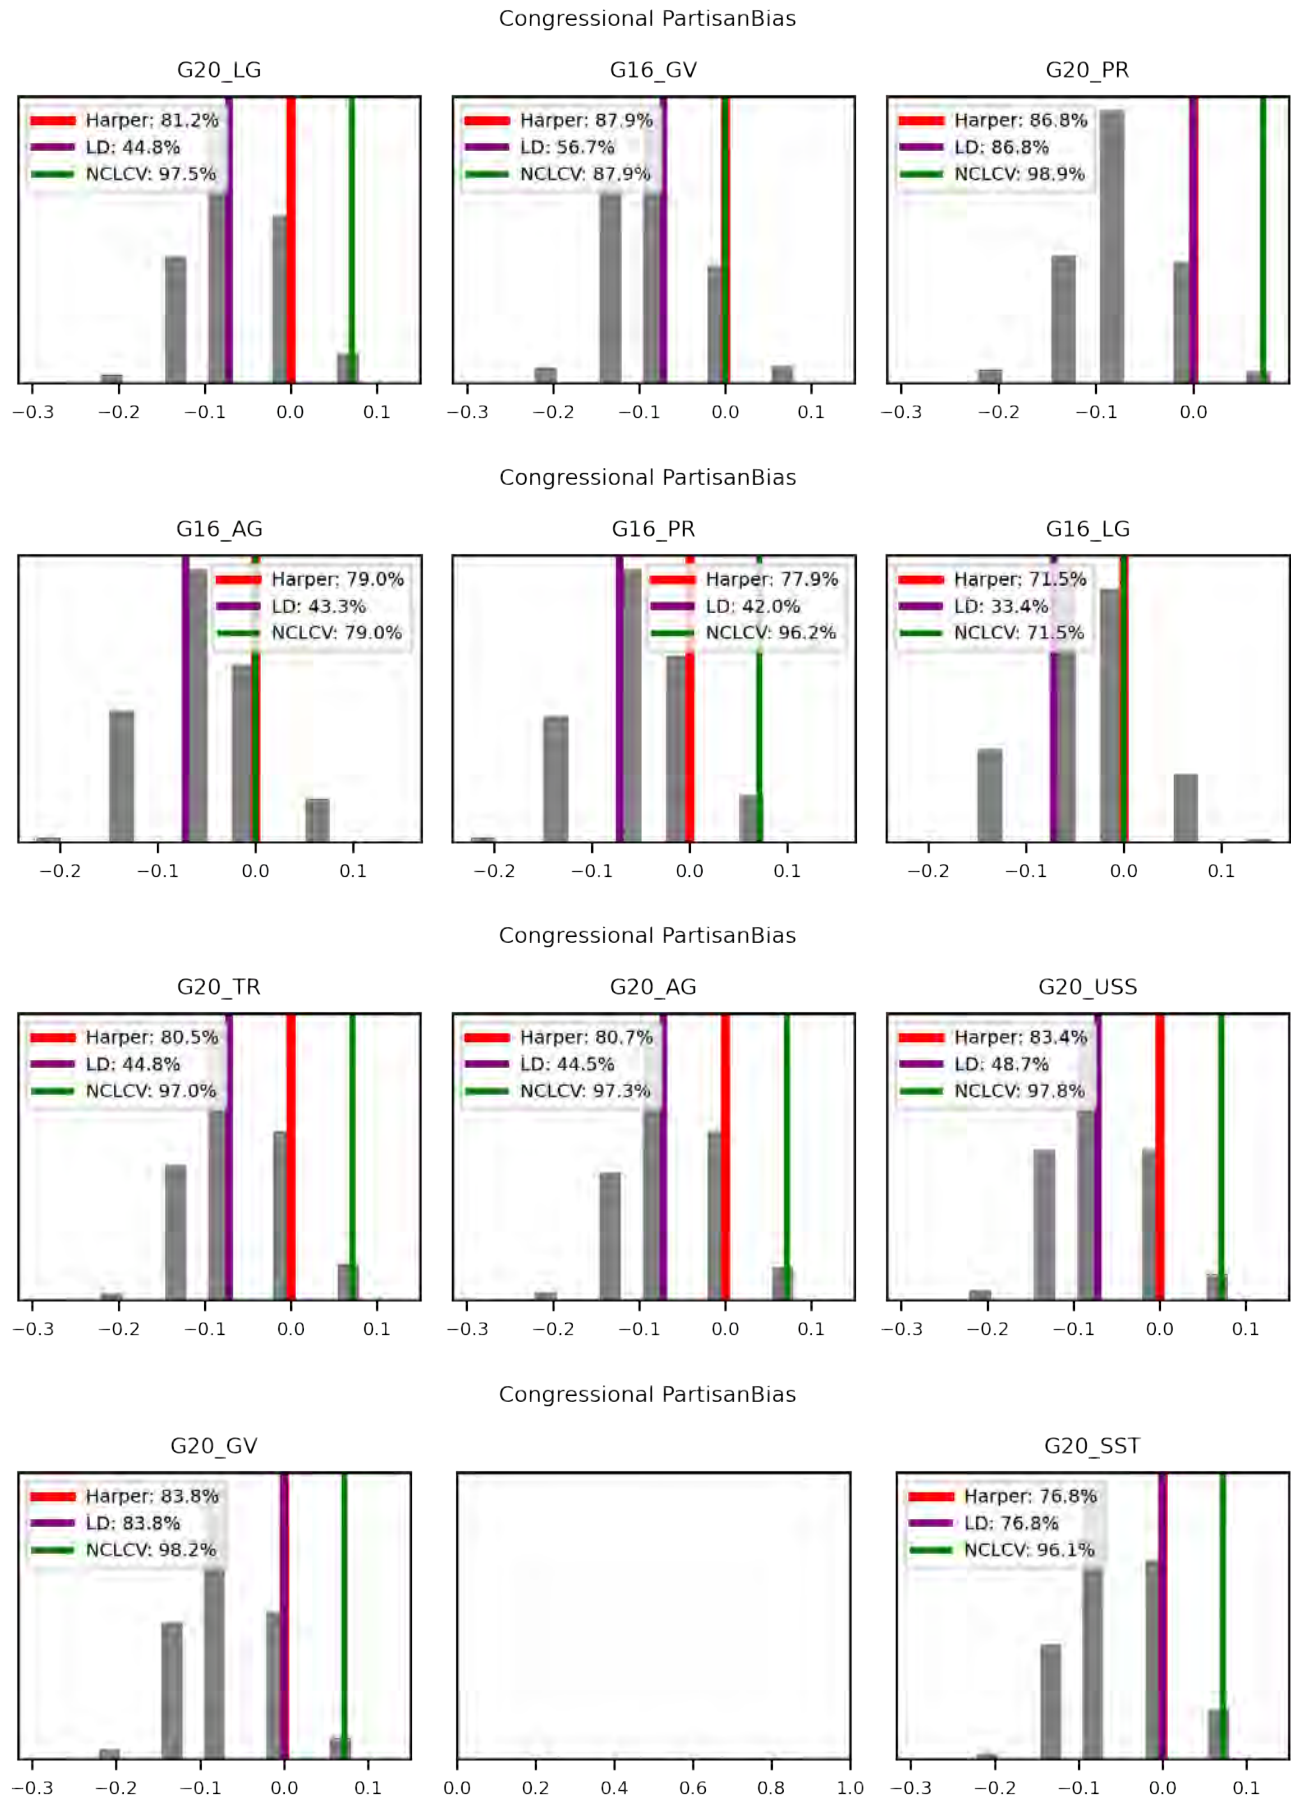 Congressional PartisanBias
G20_LG G16_GV G20_PR
Harper: 81.2% Harper: 87.9% Harper: 86.8%
LD: 44.8% LD: 56.7% LD: 86.8%
NCLCV: 97.5% NCLCV: 87.9% NCLCV: 98.9%
−0.3 −0.2 −0.1 0.0 0.1 −0.3 −0.2 −0.1 0.0 0.1 −0.3 −0.2 −0.1 0.0
Congressional PartisanBias
G16_AG G16_PR G16_LG
Harper: 79.0% Harper: 77.9% Harper: 71.5%
LD: 43.3% LD: 42.0% LD: 33.4%
NCLCV: 79.0% NCLCV: 96.2% NCLCV: 71.5%
−0.2 −0.1 0.0 0.1 −0.2 −0.1 0.0 0.1 −0.2 −0.1 0.0 0.1
Congressional PartisanBias
G20_TR G20_AG G20_USS
Harper: 80.5% Harper: 80.7% Harper: 83.4%
LD: 44.8% LD: 44.5% LD: 48.7%
NCLCV: 97.0% NCLCV: 97.3% NCLCV: 97.8%
−0.3 −0.2 −0.1 0.0 0.1 −0.3 −0.2 −0.1 0.0 0.1 −0.3 −0.2 −0.1 0.0 0.1
Congressional PartisanBias
G20_GV G20_SST
Harper: 83.8% Harper: 76.8%
LD: 83.8% LD: 76.8%
NCLCV: 98.2% NCLCV: 96.1%
−0.3 −0.2 −0.1 0.0 0.1 0.0 0.2 0.4 0.6 0.8 1.0 −0.3 −0.2 −0.1 0.0 0.1